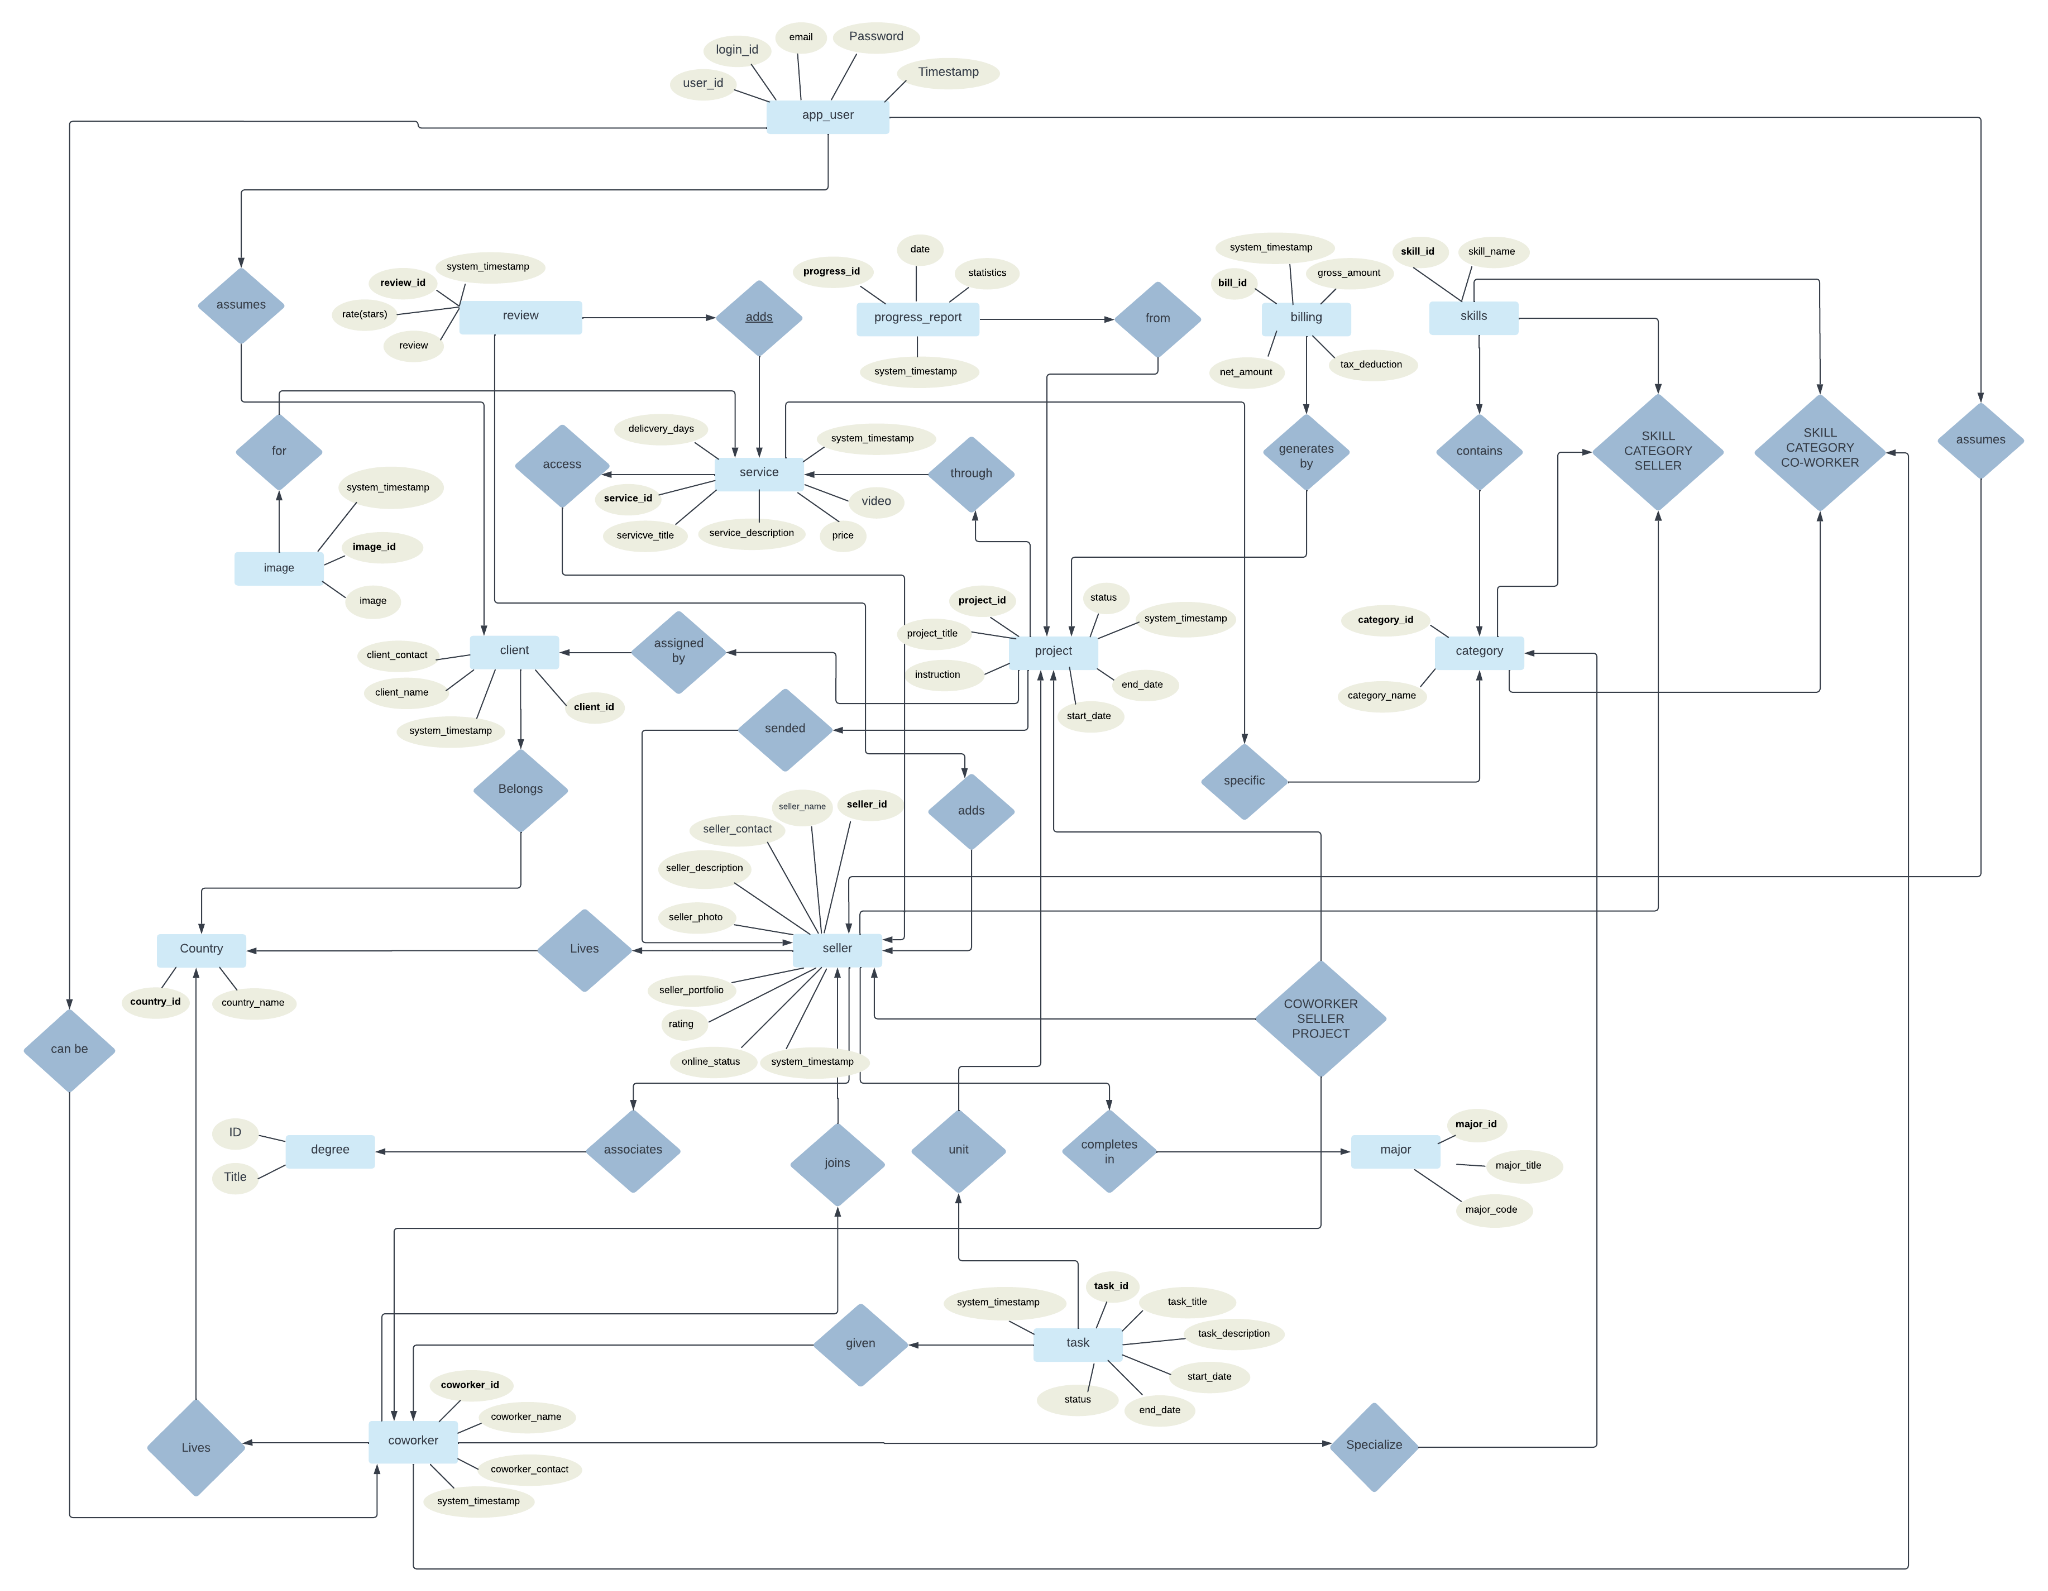 email
Password
login_id
Timestamp
user_id
app_user
date
system_timestamp
skill_id
skill_name
system_timestamp
progress_id
statistics
gross_amount
review_id
bill_id
assumes
rate(stars)
review
adds
progress_report
from
billing
skills
review
system_timestamp
net_amount
tax_deduction
delicvery_days
system_timestamp
SKILL
CATEGORY
SELLER
SKILL
CATEGORY
CO-WORKER
assumes
for
access
generates
by
contains
service
through
system_timestamp
service_id
video
servicve_title
service_description
price
image_id
image
image
project_id
status
project_title
system_timestamp
category_id
client_contact
client
assigned
by
project
category
instruction
end_date
client_name
client_id
start_date
category_name
system_timestamp
sended
specific
Belongs
seller_name
seller_id
adds
seller_contact
seller_description
seller_photo
Country
Lives
seller
country_id
country_name
seller_portfolio
rating
COWORKER
SELLER
PROJECT
can be
online_status
system_timestamp
ID
degree
Title
associates
joins
unit
completes
in
major
major_id
major_title
major_code
task_id
system_timestamp
task_title
task_description
given
task
start_date
status
end_date
coworker_id
coworker_name
Lives
coworker
Specialize
coworker_contact
system_timestamp